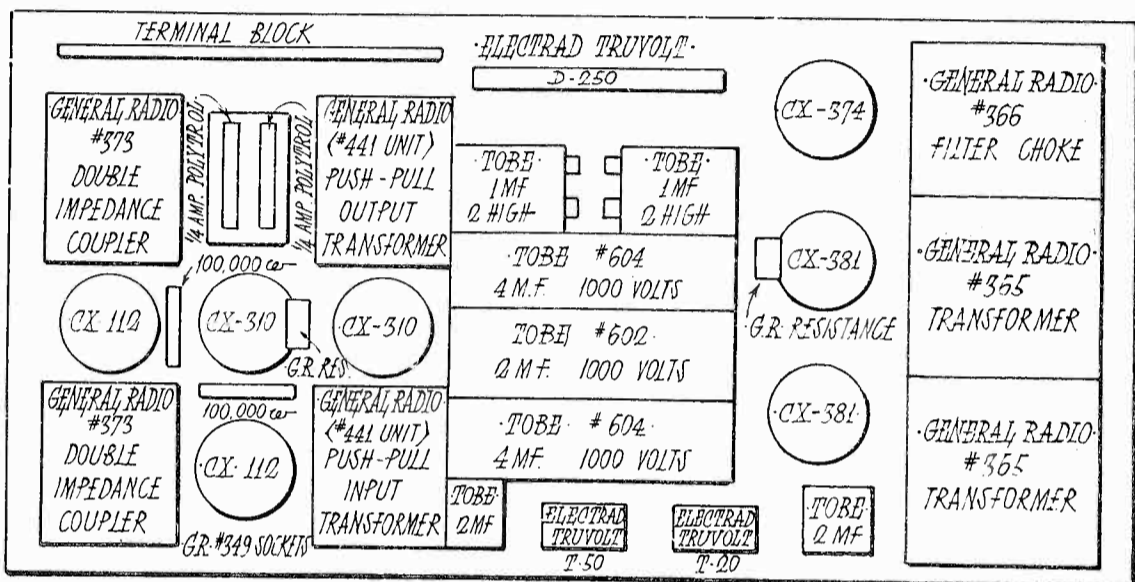 TERMINAL BLOCK
·ELECTRAD TRUVOLT·
D-250
GENERAL RADIO
#373
DOUBLE
IMPEDANCE
COUPLER
1/4 AMP. POLYTROL
1/4 AMP. POLYTROL
GENERAL RADIO
(#441 UNIT)
PUSH-PULL
OUTPUT
TRANSFORMER
·TOBE·
1 MF
2 HIGH
·TOBE·
1 MF
2 HIGH
CX-374
·GENERAL RADIO·
#366
FILTER CHOKE
·TOBE #604
4 M.F. 1000 VOLTS
CX-381
·G.R. RESISTANCE
·GENERAL RADIO·
#365
TRANSFORMER
100,000 ω
CX-112
CX-310
·CX-310
G.R. RES.
·TOBE #602·
2 M.F. 1000 VOLTS
GENERAL RADIO
#373
DOUBLE
IMPEDANCE
COUPLER
100,000 ω
CX-112
G.R. #349 SOCKETS
·GENERAL RADIO
(#441 UNIT)
PUSH-PULL
INPUT
TRANSFORMER
·TOBE· #604·
4 MF. 1000 VOLTS
CX-381
·GENERAL RADIO·
#365
TRANSFORMER
·TOBE·
2 MF
ELECTRAD
TRUVOLT
T-50
ELECTRAD
TRUVOLT
T-20
·TOBE·
2 MF